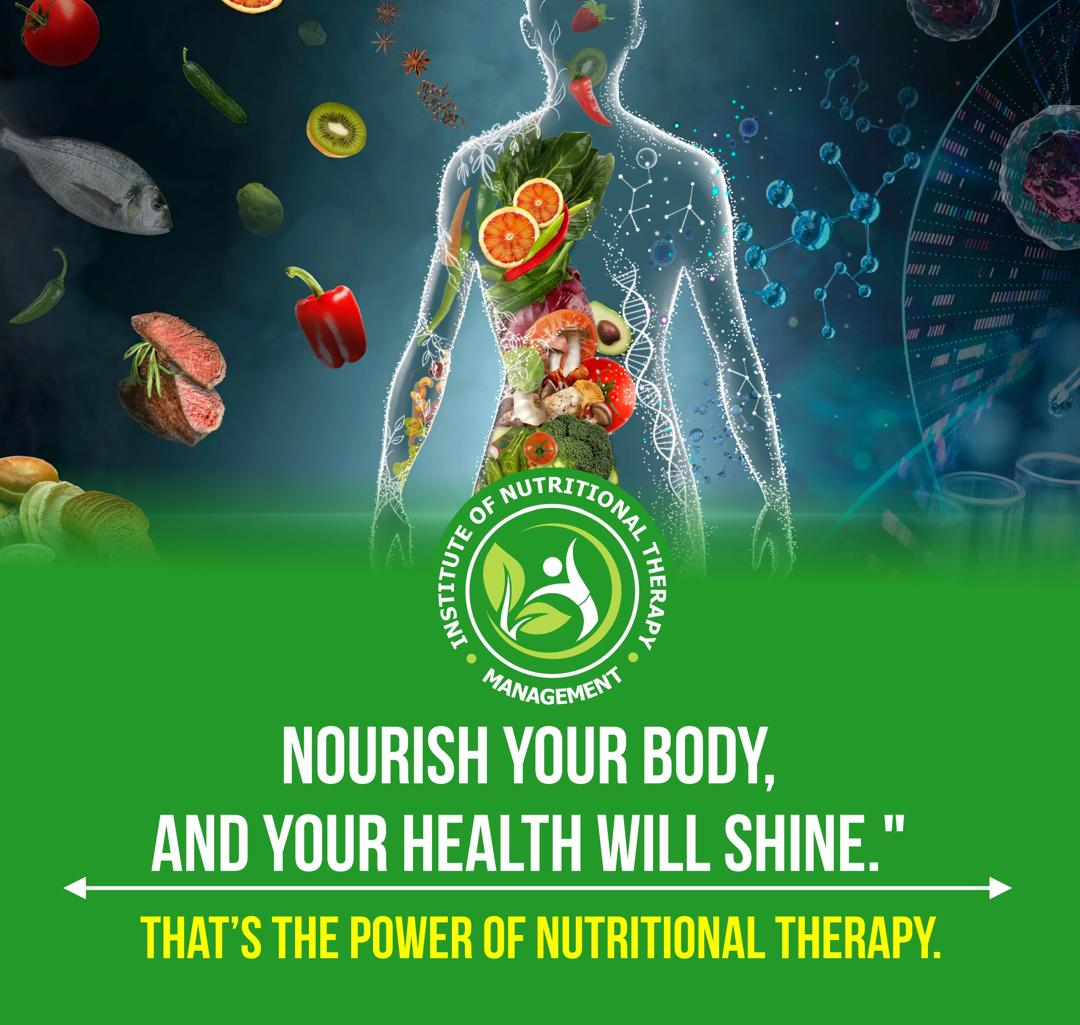 INSTITUTE OF NUTRITIONAL THERAPY
MANAGEMENT
NOURISH YOUR BODY,
AND YOUR HEALTH WILL SHINE."
THAT’S THE POWER OF NUTRITIONAL THERAPY.